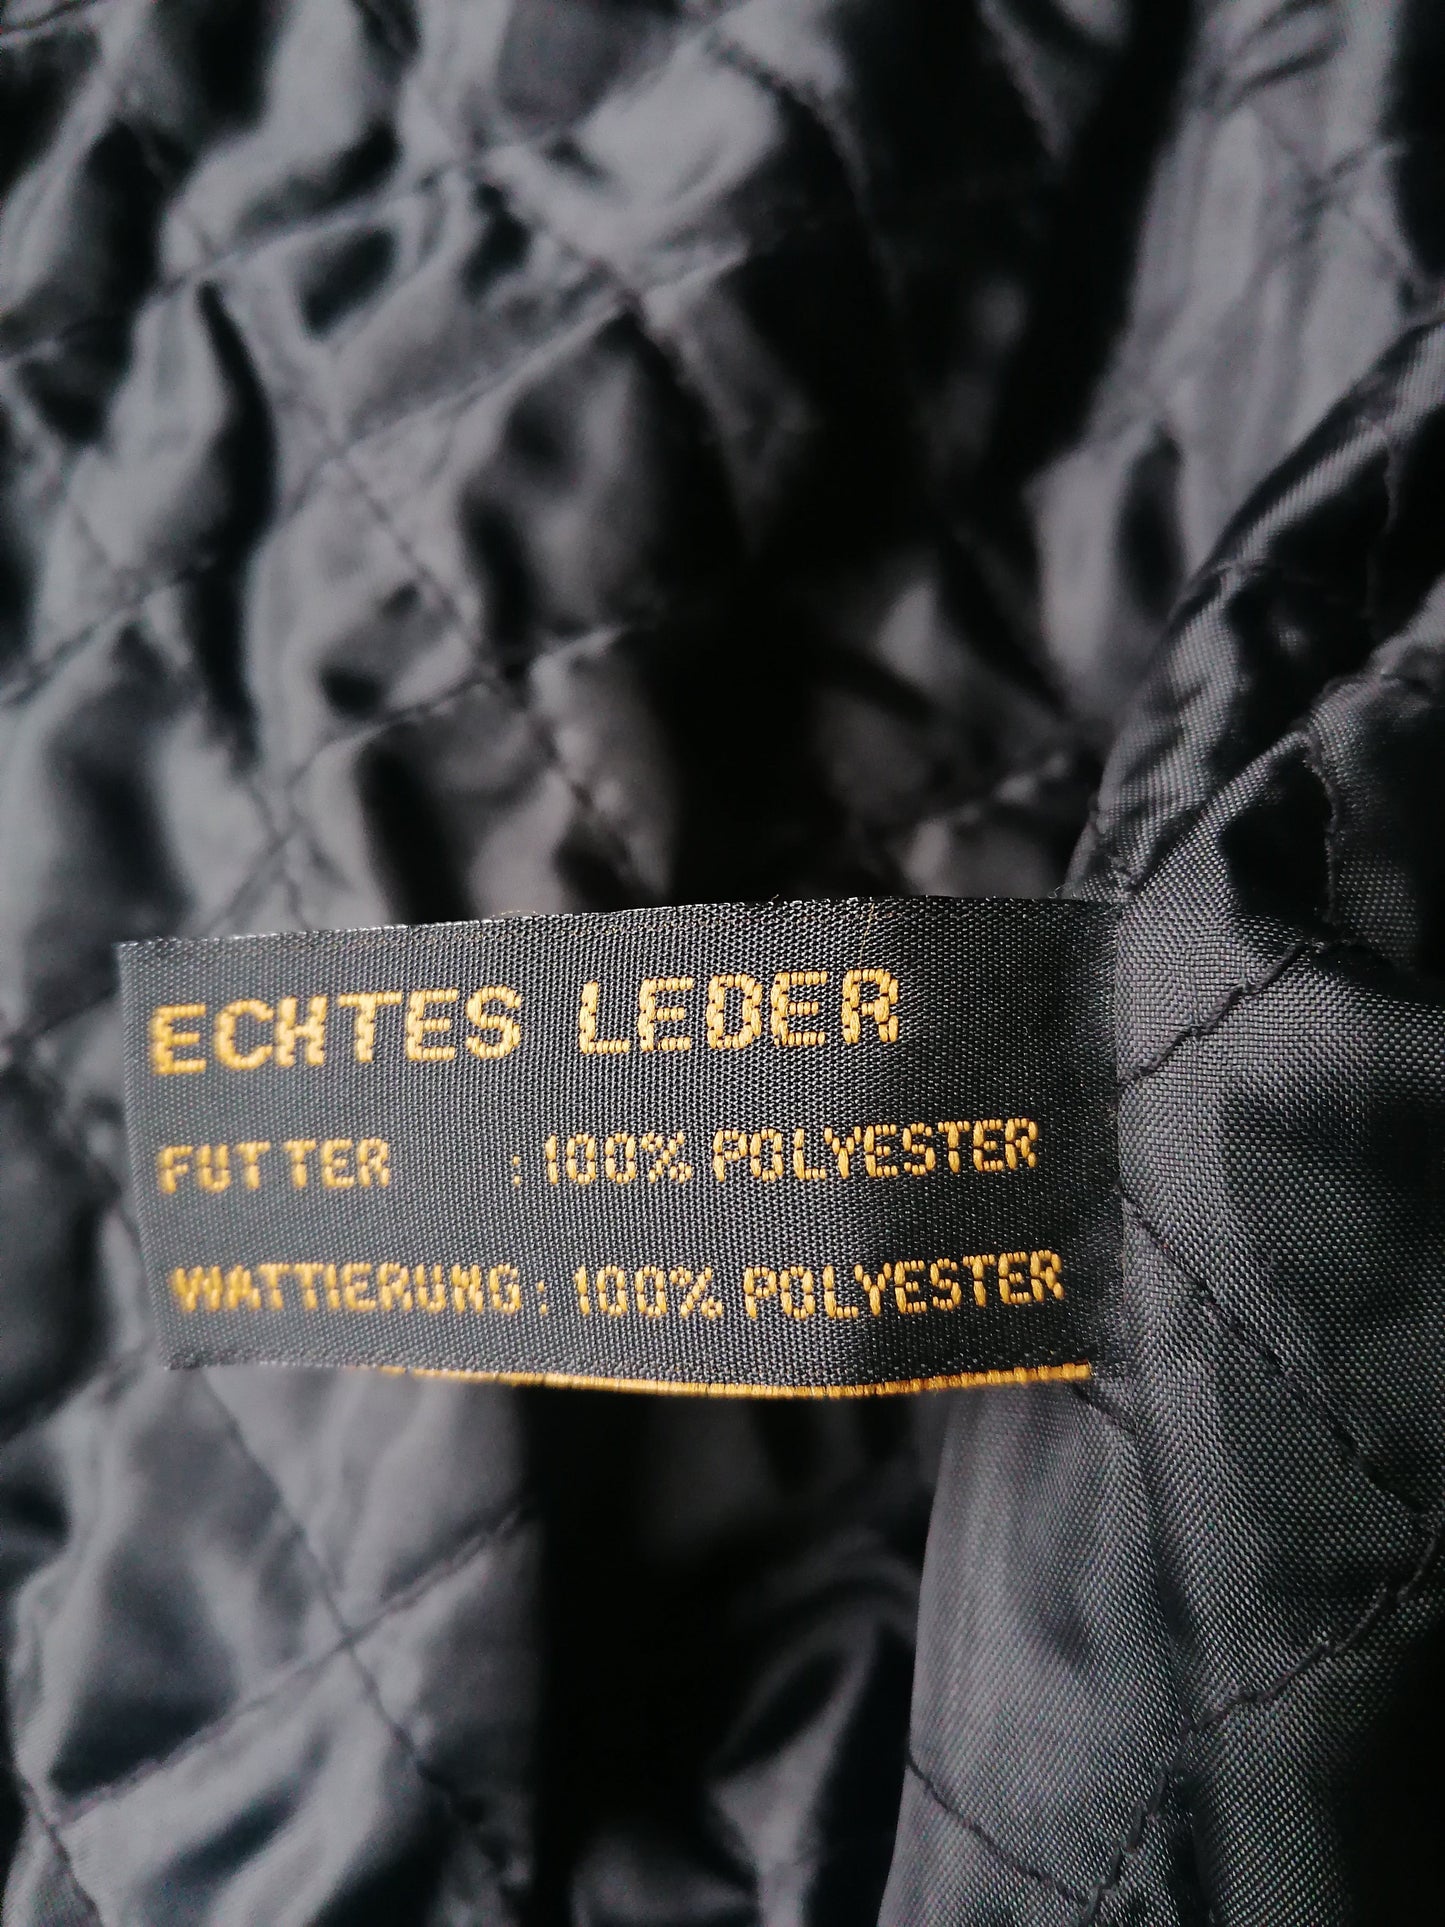 ECHTES LEDER
FUTTER : 100% POLYESTER
WATTIERUNG : 100% POLYESTER